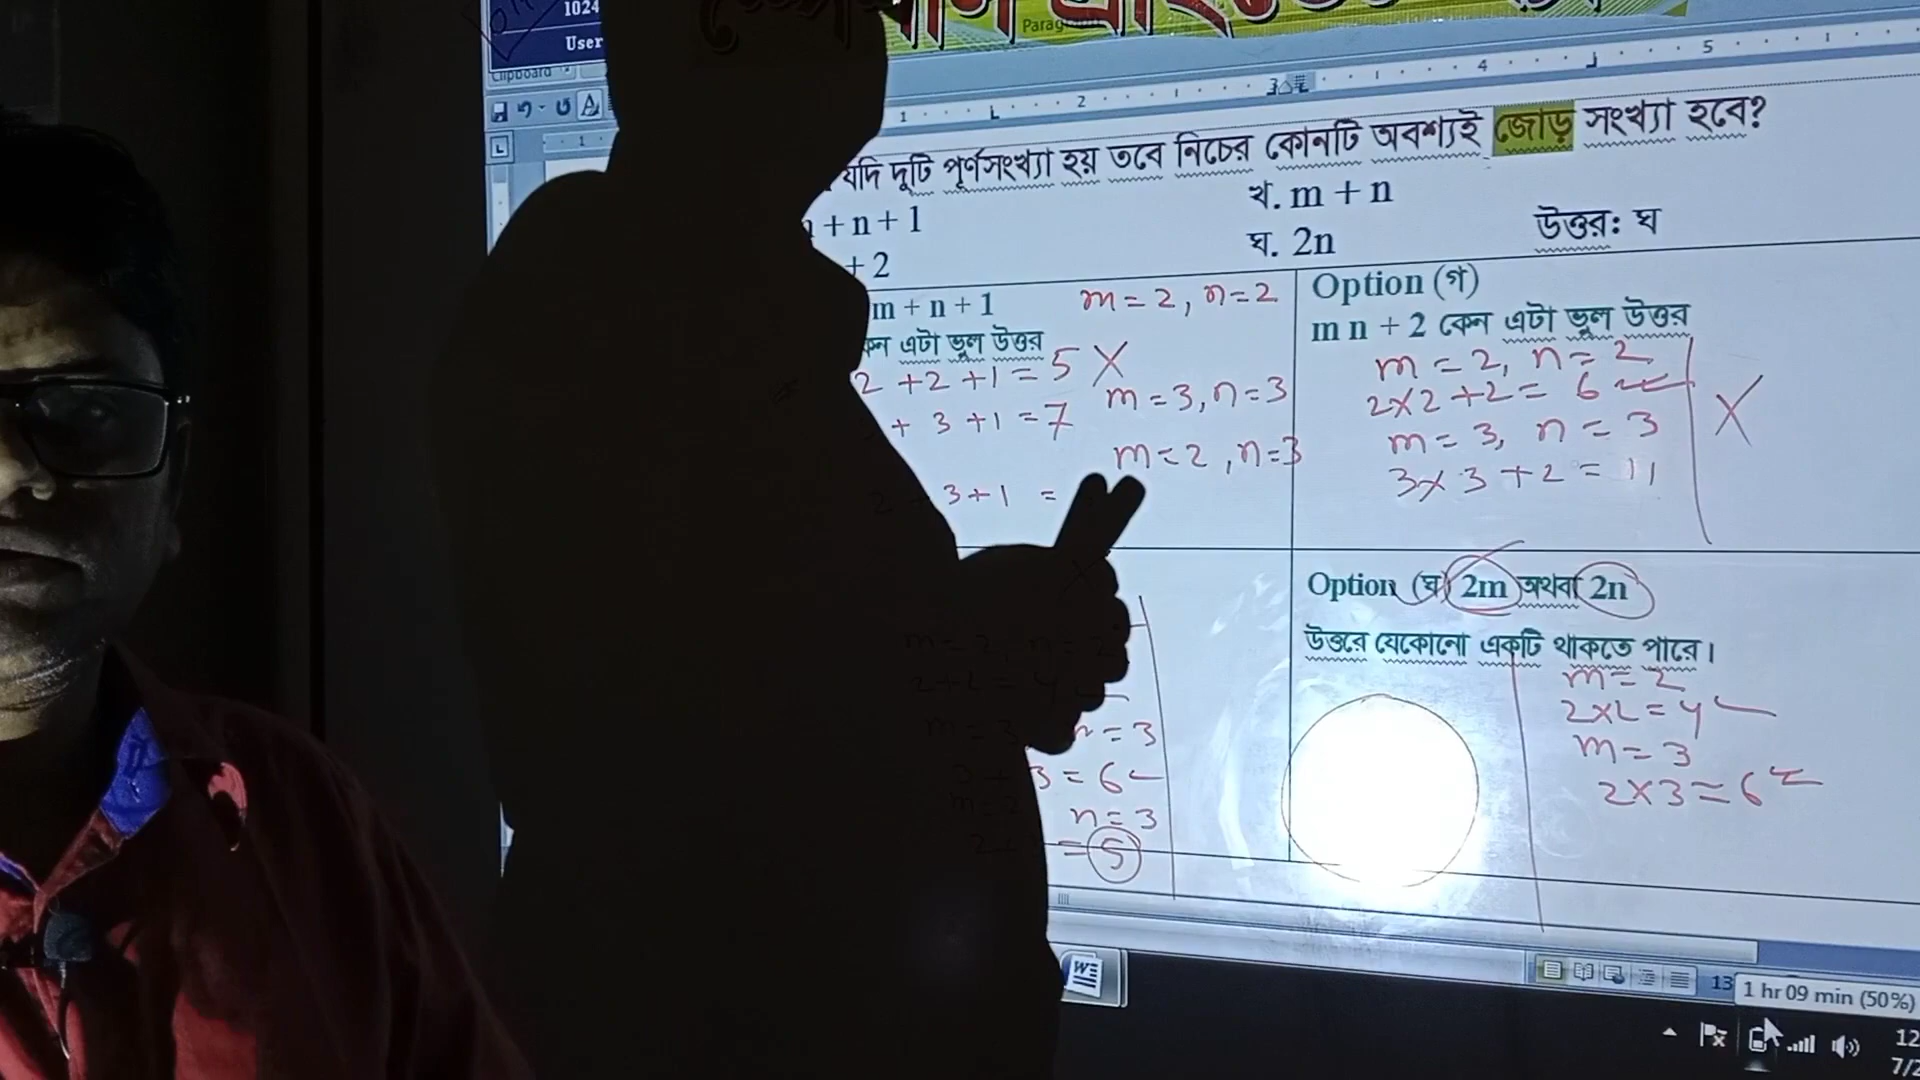 1024
User
Clipboard
যদি দুটি পূর্ণসংখ্যা হয় তবে নিচের কোনটি অবশ্যই জোড় সংখ্যা হবে?
+ n + 1
খ. m + n
+ 2
ঘ. 2n
উত্তর: ঘ
m + n + 1
m = 2, n = 2
এটা ভুল উত্তর
2 + 2 + 1 = 5 X
m = 3, n = 3
+ 3 + 1 = 7
m = 2, n = 3
3 + 1 =
Option (গ)
m n + 2 কেন এটা ভুল উত্তর
m = 2, n = 2
2 × 2 + 2 = 6
m = 3, n = 3
3 × 3 + 2 = 11
X
m = 2
2 + 2 = 4
m = 3 n = 3
3 = 6
n = 3
= 5
Option (ঘ) 2m অথবা 2n
উত্তরে যেকোনো একটি থাকতে পারে।
m = 2
2 × 2 = 4
m = 3
2 × 3 = 6
1 hr 09 min (50%)